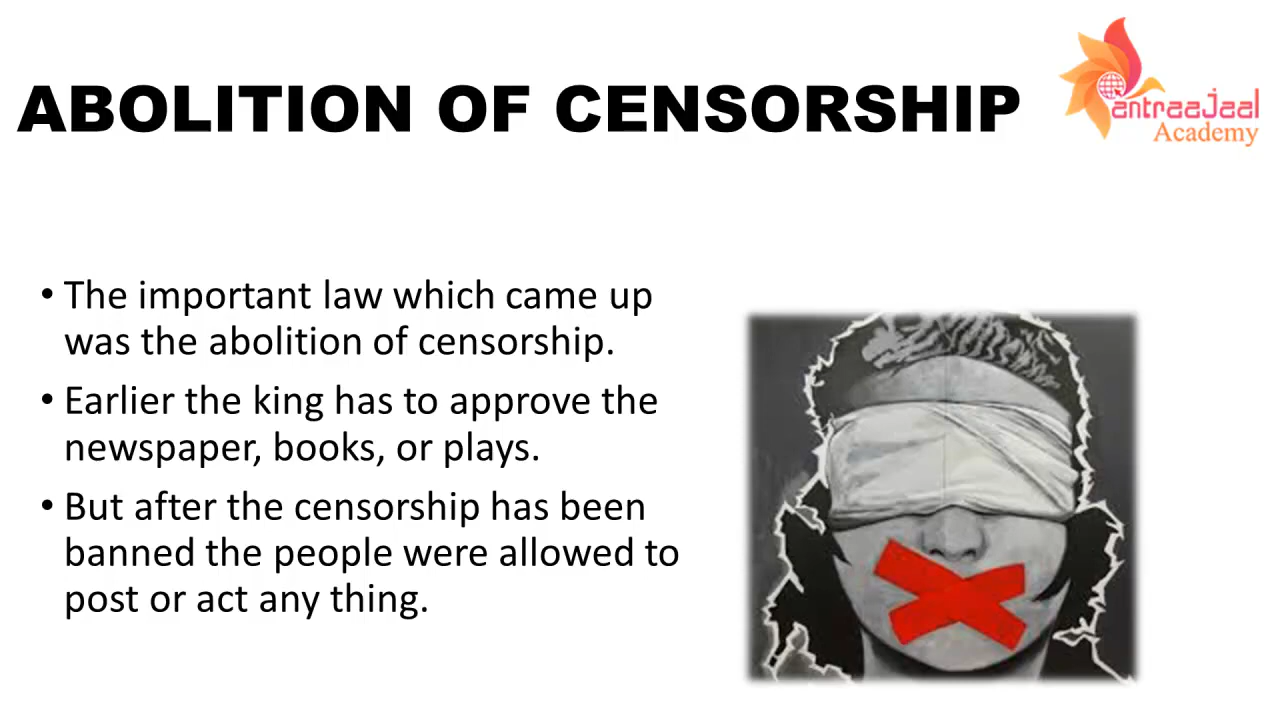 ABOLITION OF CENSORSHIP
antraaJaal
Academy
• The important law which came up
was the abolition of censorship.
• Earlier the king has to approve the
newspaper, books, or plays.
• But after the censorship has been
banned the people were allowed to
post or act any thing.